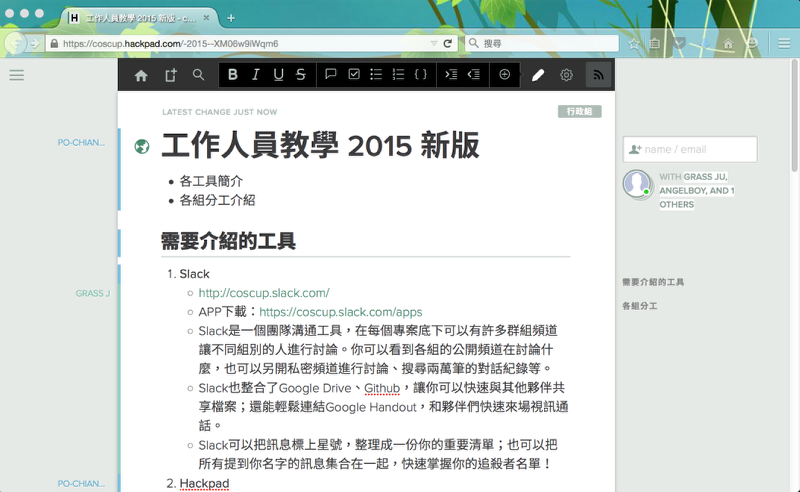 工作人員教學 2015 新版 - c...
https://coscup.hackpad.com/-2015--XM06w9iWqm6
搜尋
B I U S
LATEST CHANGE JUST NOW
行政組
PO-CHIAN...
工作人員教學 2015 新版
name / email
各工具簡介
WITH GRASS JU,
ANGELBOY, AND 1
OTHERS
各組分工介紹
需要介紹的工具
1. Slack
需要介紹的工具
GRASS J
http://coscup.slack.com/
各組分工
APP下載：https://coscup.slack.com/apps
Slack是一個團隊溝通工具，在每個專案底下可以有許多群組頻道
讓不同組別的人進行討論。你可以看到各組的公開頻道在討論什
麼，也可以另開私密頻道進行討論、搜尋兩萬筆的對話紀錄等。
Slack也整合了Google Drive、Github，讓你可以快速與其他夥伴共
享檔案；還能輕鬆連結Google Handout，和夥伴們快速來場視訊通
話。
Slack可以把訊息標上星號，整理成一份你的重要清單；也可以把
所有提到你名字的訊息集合在一起，快速掌握你的追殺者名單！
PO-CHIAN...
2. Hackpad